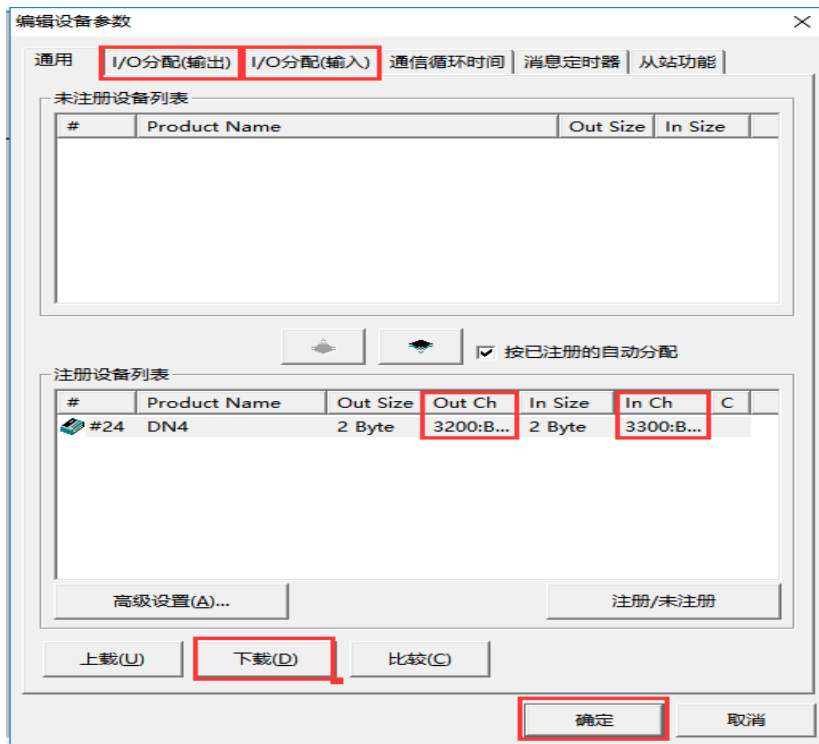 编辑设备参数
通用 I/O分配(输出) I/O分配(输入) 通信循环时间 消息定时器 从站功能
未注册设备列表
# Product Name Out Size In Size
按已注册的自动分配
注册设备列表
# Product Name Out Size Out Ch In Size In Ch C
#24 DN4 2 Byte 3200:B... 2 Byte 3300:B...
高级设置(A)... 注册/未注册
上载(U) 下载(D) 比较(C)
确定 取消